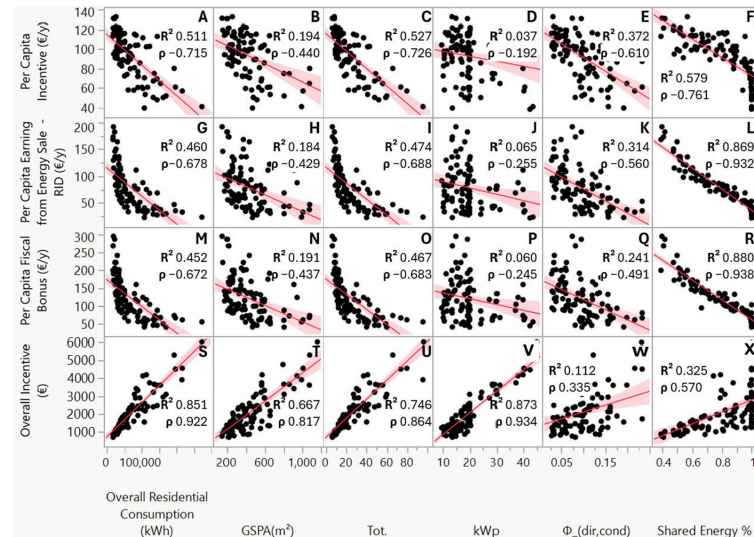 140 A B C D E F
Per Capita Incentive (€/y)
120
100
80
60
40
R² 0.511 R² 0.194 R² 0.527 R² 0.037 R² 0.372 R² 0.579
ρ −0.715 ρ −0.440 ρ −0.726 ρ −0.192 ρ −0.610 ρ −0.761
200 G H I J K L
Per Capita Earning from Energy Sale - RID (€/y)
150
100
50
R² 0.460 R² 0.184 R² 0.474 R² 0.065 R² 0.314 R² 0.869
ρ −0.678 ρ −0.429 ρ −0.688 ρ −0.255 ρ −0.560 ρ −0.932
300 M N O P Q R
Per Capita Fiscal Bonus (€/y)
250
200
150
100
50
R² 0.452 R² 0.191 R² 0.467 R² 0.060 R² 0.241 R² 0.880
ρ −0.672 ρ −0.437 ρ −0.683 ρ −0.245 ρ −0.491 ρ −0.938
6000 S T U V W X
Overall Incentive (€)
5000
4000
3000
2000
1000
R² 0.851 R² 0.667 R² 0.746 R² 0.873 R² 0.112 R² 0.325
ρ 0.922 ρ 0.817 ρ 0.864 ρ 0.934 ρ 0.335 ρ 0.570
0 100,000 200 600 1,000 0 20 40 60 80 10 20 30 40 0.05 0.15 0.4 0.6 0.8 1
Overall Residential
Consumption
(kWh) GSPA(m²) Tot. kWp Φ_(dir,cond) Shared Energy %